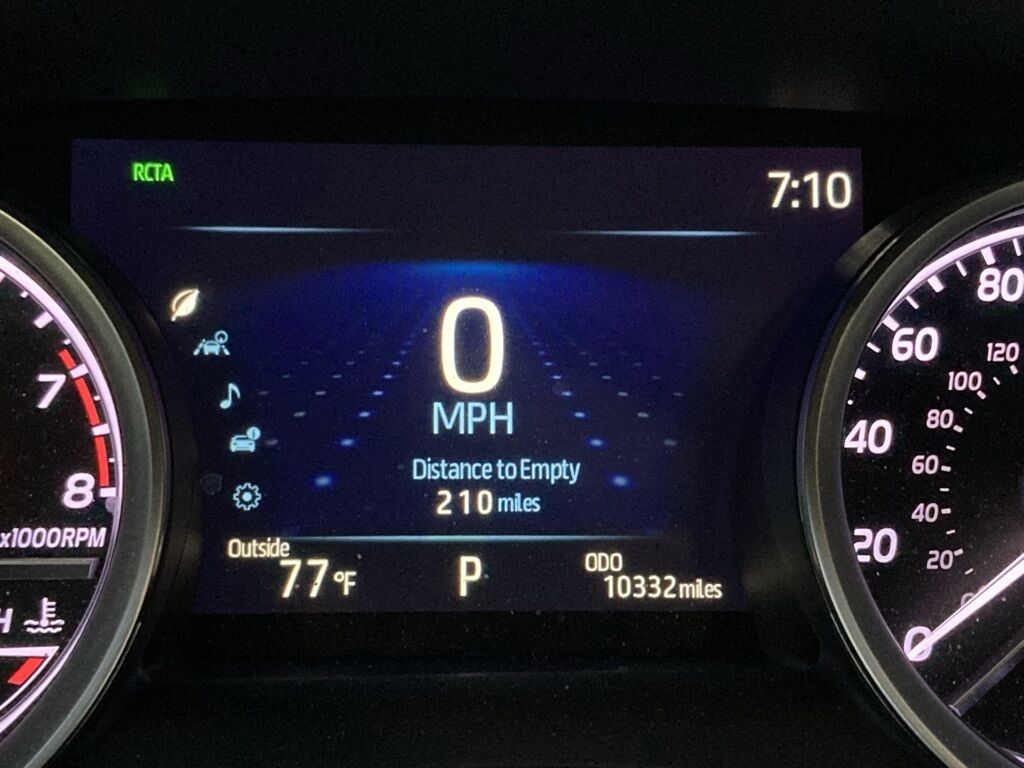 RCTA
7:10
0
MPH
Distance to Empty
210 miles
Outside
77°F
P
ODO
10332 miles
7
8
x1000RPM
H
80
60
40
20
0
120
100
80
60
40
20